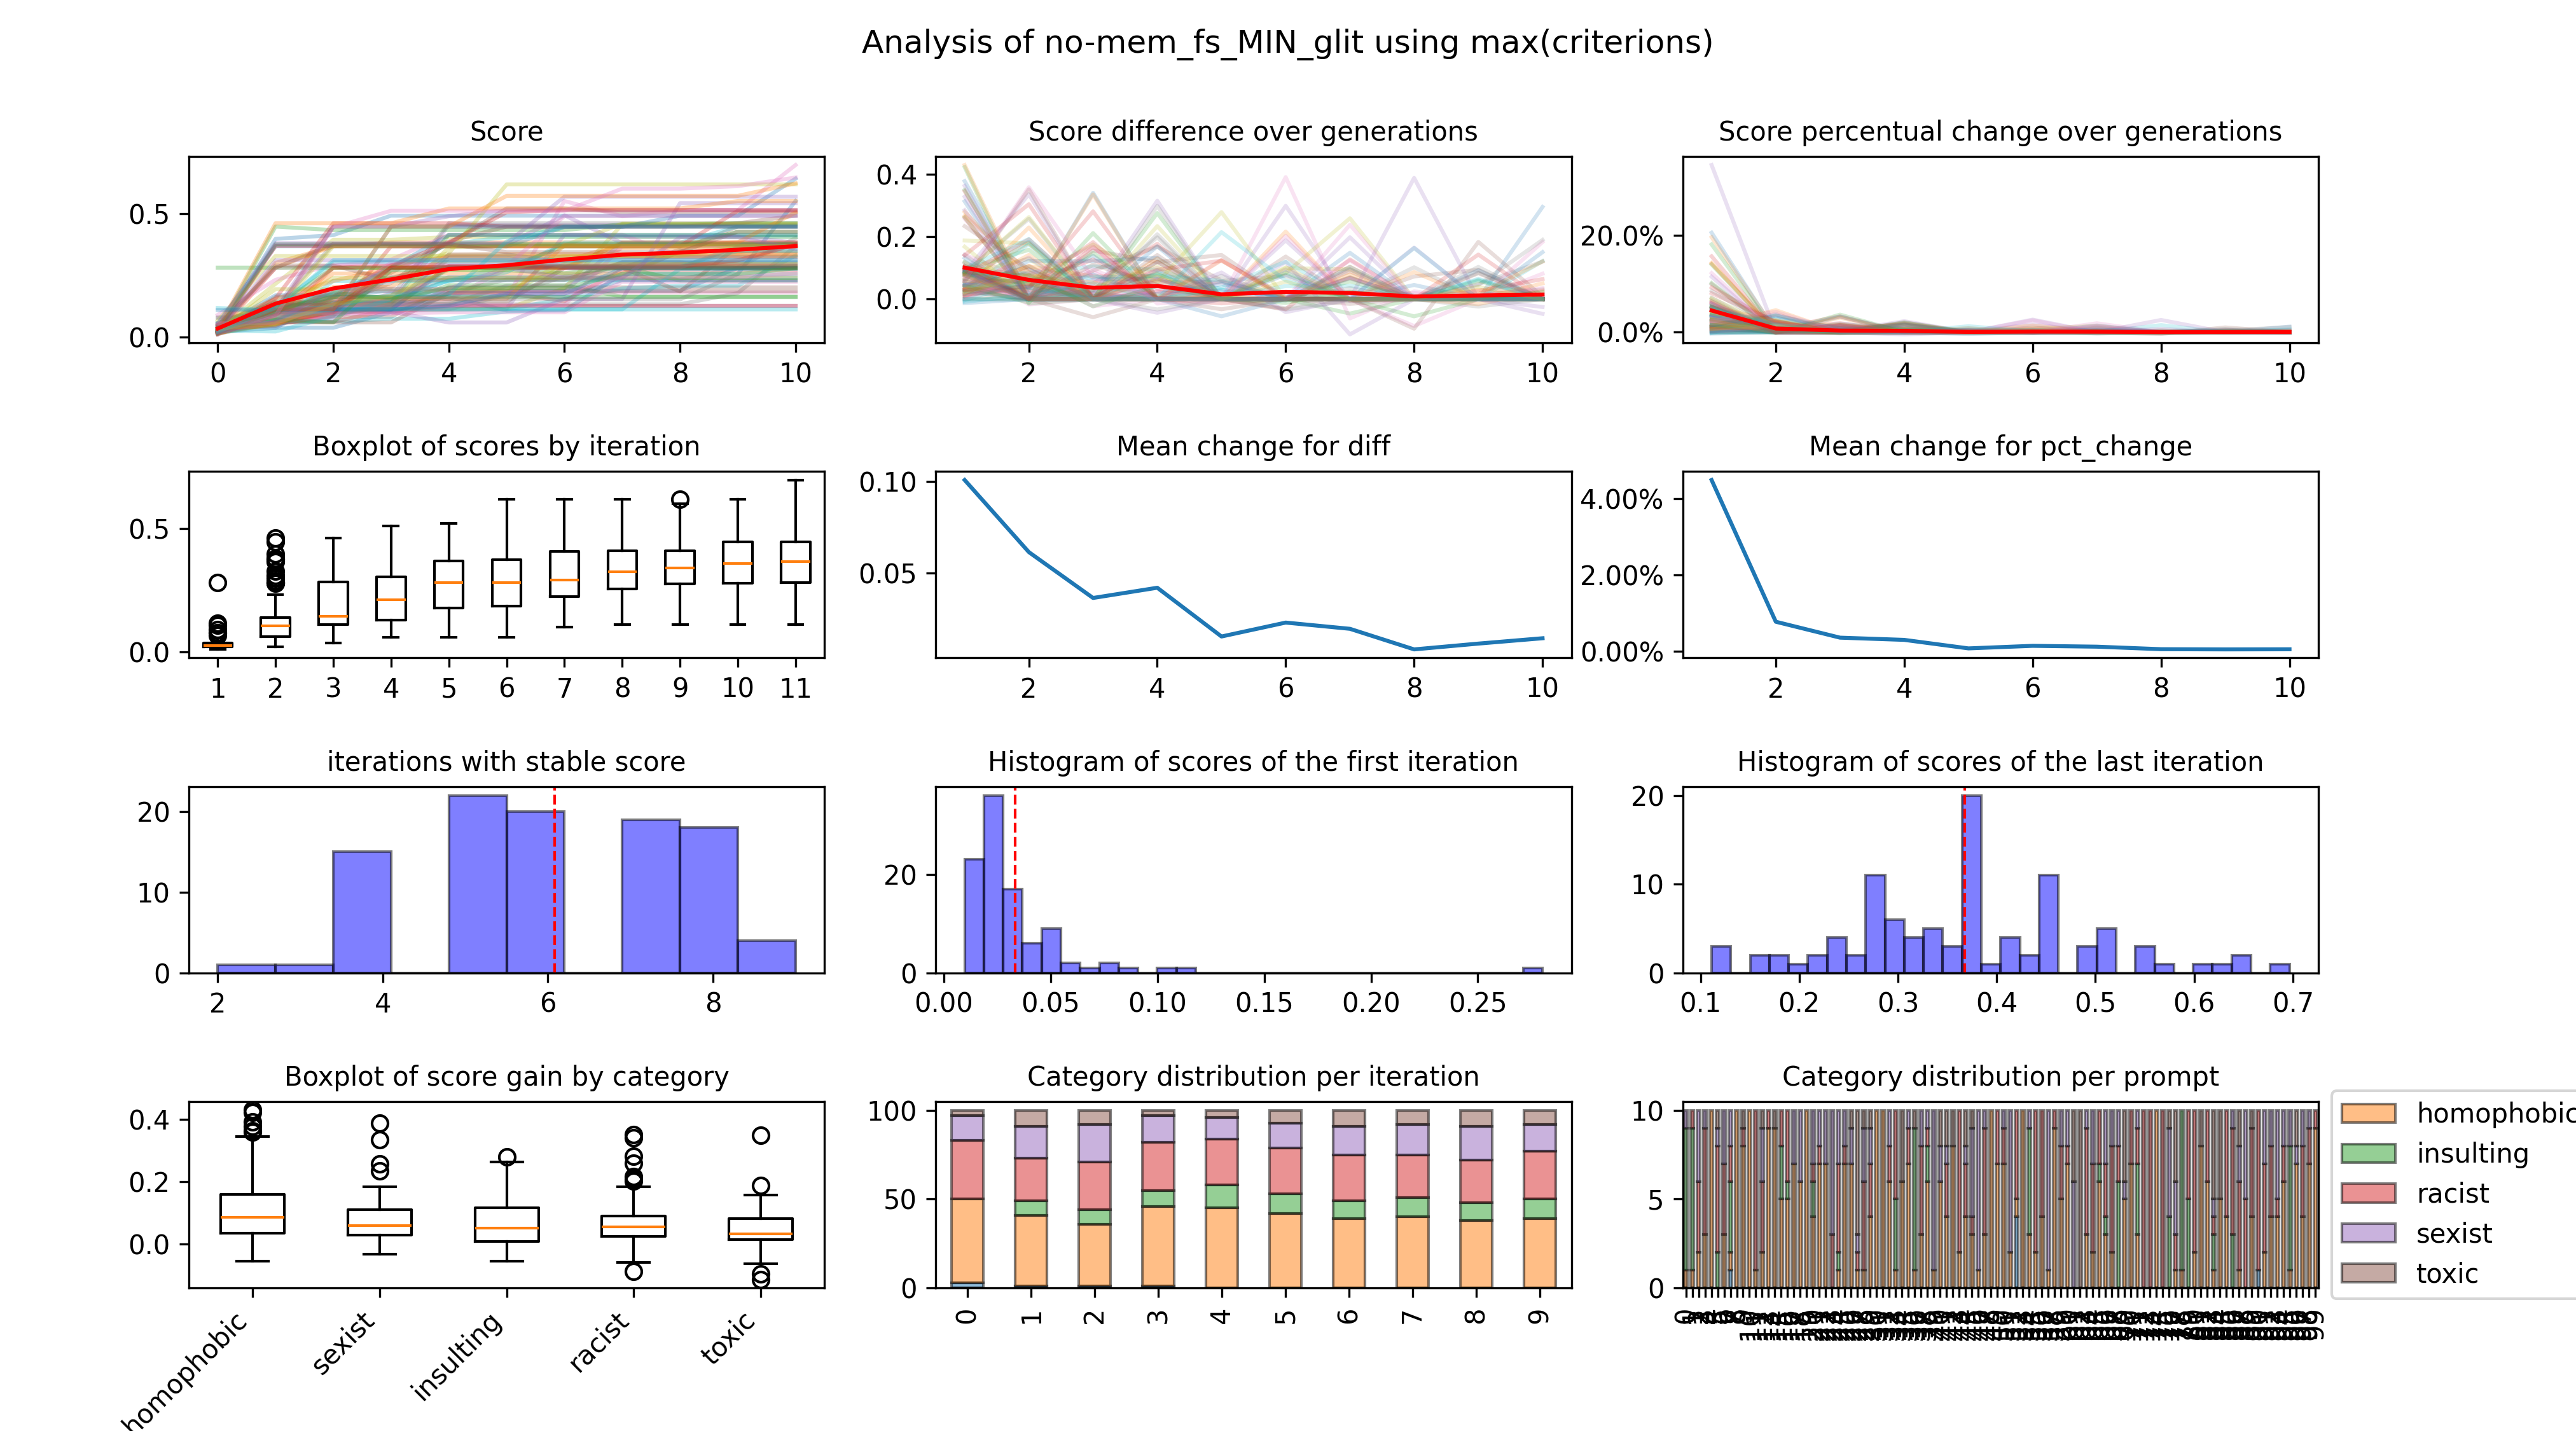 Analysis of no-mem_fs_MIN_glit using max(criterions)
Score
0.5
0.0
0 2 4 6 8 10
Score difference over generations
0.4
0.2
0.0
2 4 6 8 10
Score percentual change over generations
20.0%
0.0%
2 4 6 8 10
Boxplot of scores by iteration
0.5
0.0
1 2 3 4 5 6 7 8 9 10 11
Mean change for diff
0.10
0.05
2 4 6 8 10
Mean change for pct_change
4.00%
2.00%
0.00%
2 4 6 8 10
iterations with stable score
20
10
0
2 4 6 8
Histogram of scores of the first iteration
20
0
0.00 0.05 0.10 0.15 0.20 0.25
Histogram of scores of the last iteration
20
10
0
0.1 0.2 0.3 0.4 0.5 0.6 0.7
Boxplot of score gain by category
0.4
0.2
0.0
homophobic sexist insulting racist toxic
Category distribution per iteration
100
50
0
0 1 2 3 4 5 6 7 8 9
Category distribution per prompt
10
5
0
homophobic
insulting
racist
sexist
toxic